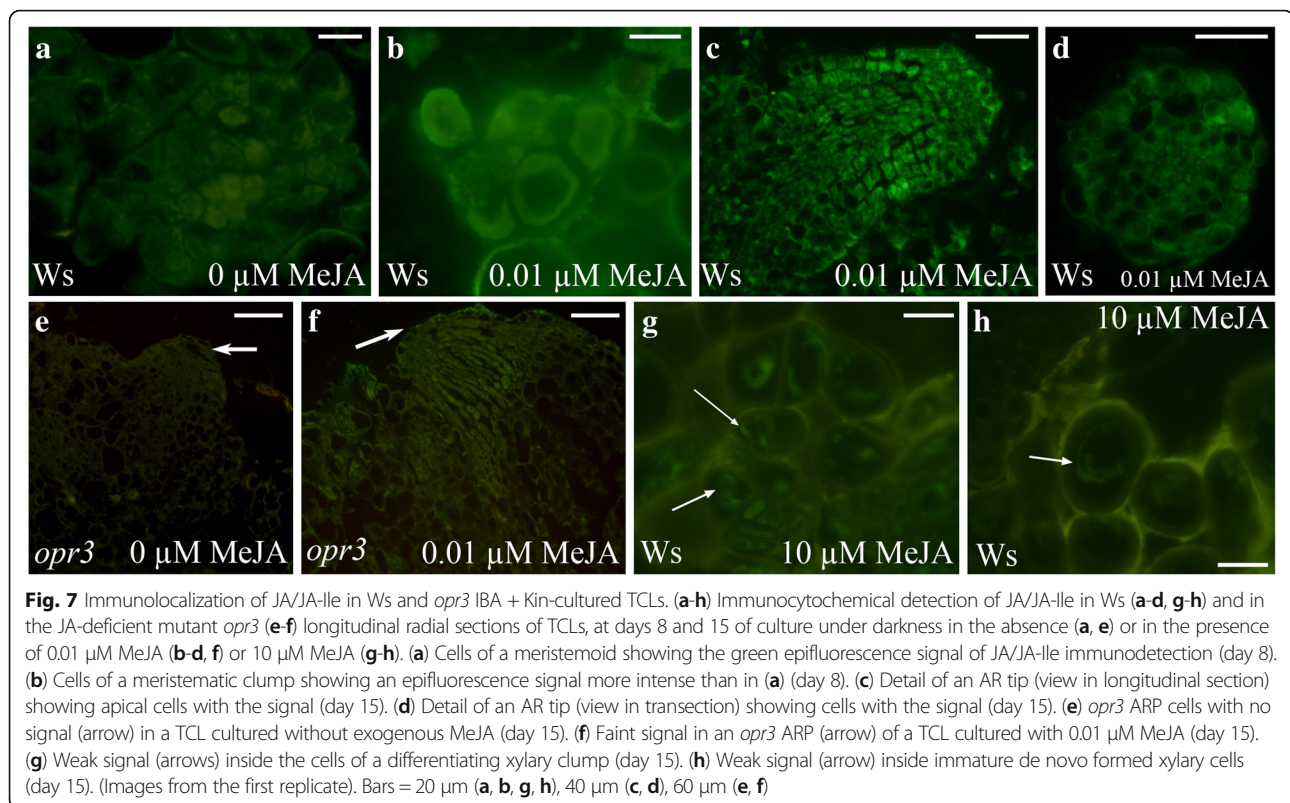 a
b
c
d
Ws 0 µM MeJA
Ws 0.01 µM MeJA
Ws 0.01 µM MeJA
Ws 0.01 µM MeJA
e
f
g
h
10 µM MeJA
opr3 0 µM MeJA
opr3 0.01 µM MeJA
Ws 10 µM MeJA
Ws
Fig. 7 Immunolocalization of JA/JA-Ile in Ws and opr3 IBA + Kin-cultured TCLs. (a-h) Immunocytochemical detection of JA/JA-Ile in Ws (a-d, g-h) and in
the JA-deficient mutant opr3 (e-f) longitudinal radial sections of TCLs, at days 8 and 15 of culture under darkness in the absence (a, e) or in the presence
of 0.01 µM MeJA (b-d, f) or 10 µM MeJA (g-h). (a) Cells of a meristemoid showing the green epifluorescence signal of JA/JA-Ile immunodetection (day 8).
(b) Cells of a meristematic clump showing an epifluorescence signal more intense than in (a) (day 8). (c) Detail of an AR tip (view in longitudinal section)
showing apical cells with the signal (day 15). (d) Detail of an AR tip (view in transection) showing cells with the signal (day 15). (e) opr3 ARP cells with no
signal (arrow) in a TCL cultured without exogenous MeJA (day 15). (f) Faint signal in an opr3 ARP (arrow) of a TCL cultured with 0.01 µM MeJA (day 15).
(g) Weak signal (arrows) inside the cells of a differentiating xylary clump (day 15). (h) Weak signal (arrow) inside immature de novo formed xylary cells
(day 15). (Images from the first replicate). Bars = 20 µm (a, b, g, h), 40 µm (c, d), 60 µm (e, f)